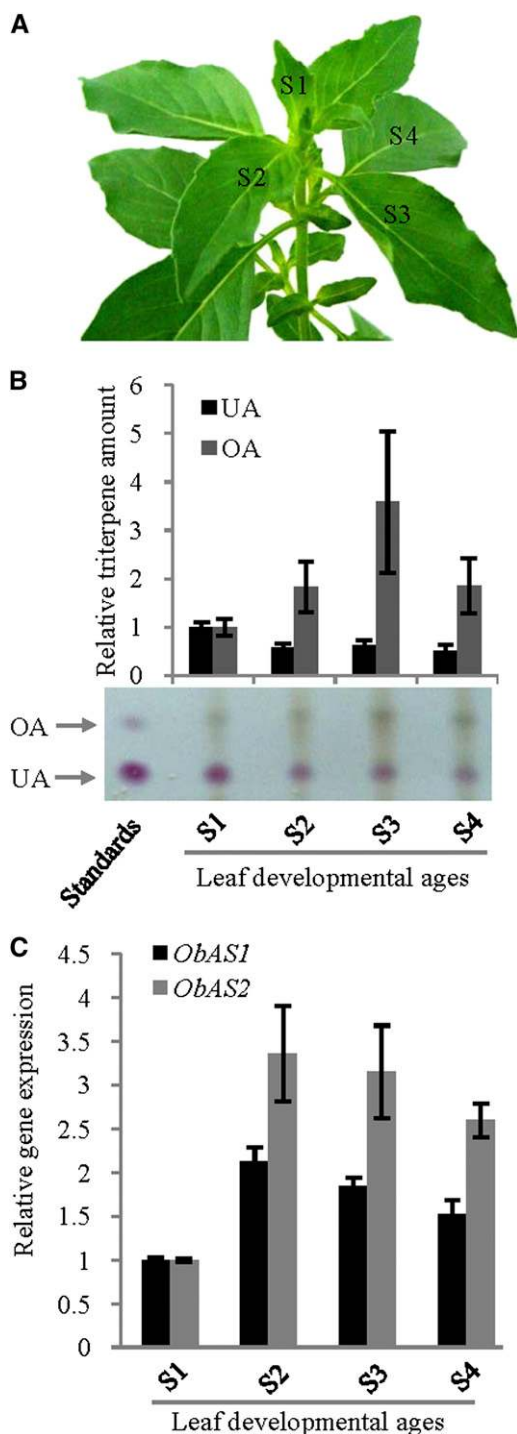 A
S1
S4
S2
S3
B
6
5
4
3
2
1
0
Relative triterpene amount
UA
OA
OA
UA
Standards
S1
S2
S3
S4
Leaf developmental ages
C
4.5
4
3.5
3
2.5
2
1.5
1
0.5
0
Relative gene expression
ObAS1
ObAS2
S1
S2
S3
S4
Leaf developmental ages